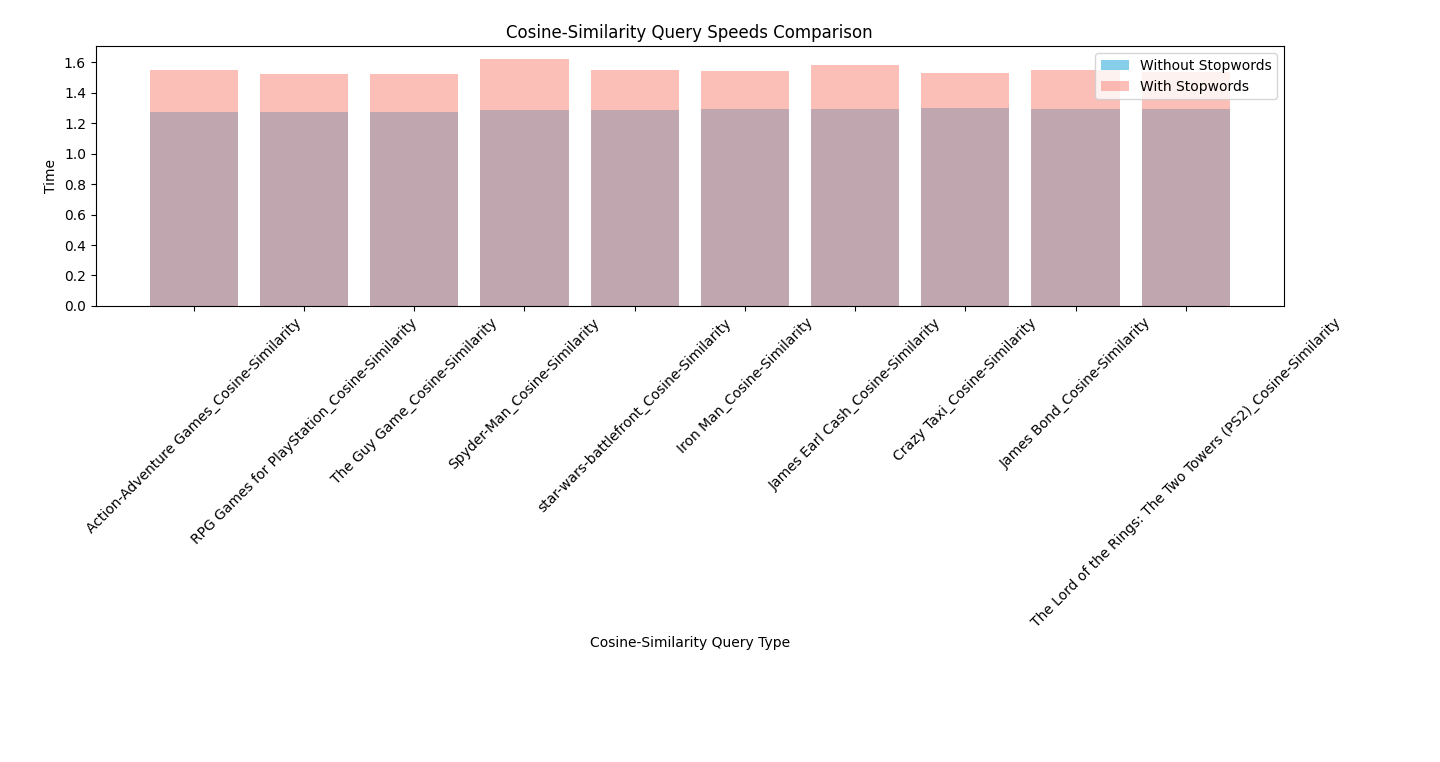 Cosine-Similarity Query Speeds Comparison
Without Stopwords
With Stopwords
Time
1.6
1.4
1.2
1.0
0.8
0.6
0.4
0.2
0.0
Action-Adventure Games_Cosine-Similarity
RPG Games for PlayStation_Cosine-Similarity
The Guy Game_Cosine-Similarity
Spyder-Man_Cosine-Similarity
star-wars-battlefront_Cosine-Similarity
Iron Man_Cosine-Similarity
James Earl Cash_Cosine-Similarity
Crazy Taxi_Cosine-Similarity
James Bond_Cosine-Similarity
The Lord of the Rings: The Two Towers (PS2)_Cosine-Similarity
Cosine-Similarity Query Type